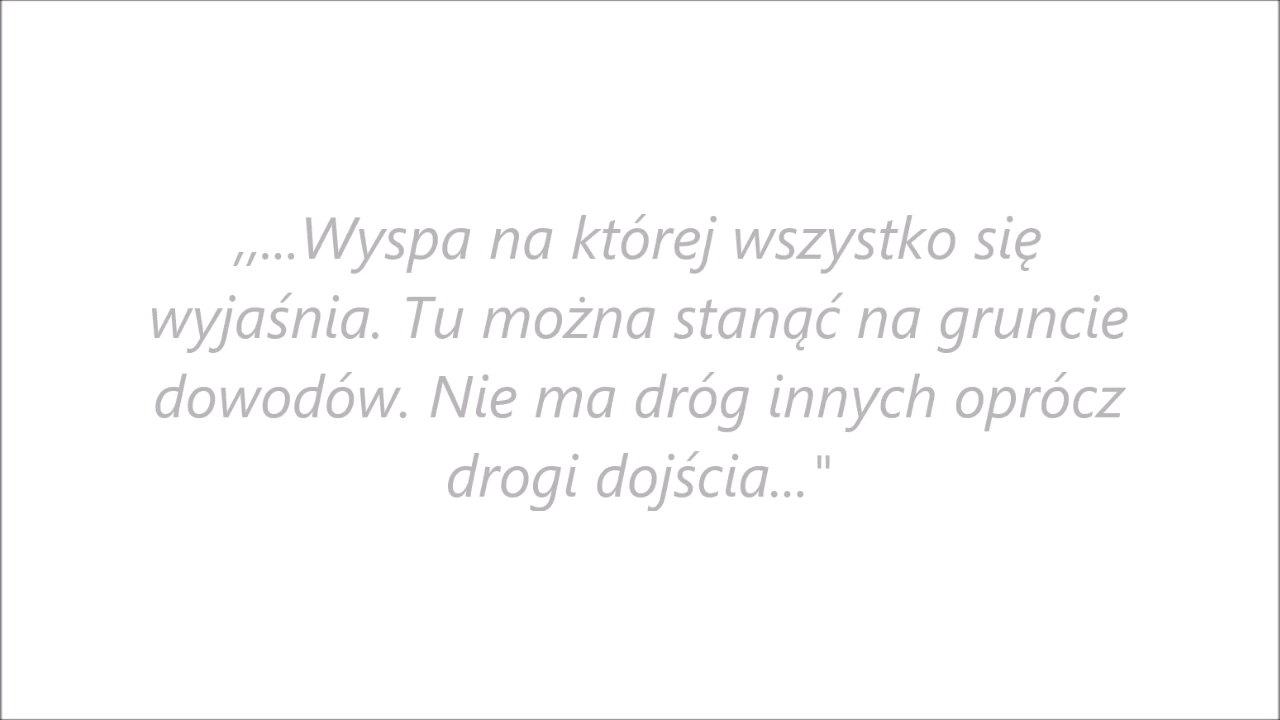 ,,...Wyspa na której wszystko się
wyjaśnia. Tu można stanąć na gruncie
dowodów. Nie ma dróg innych oprócz
drogi dojścia..."